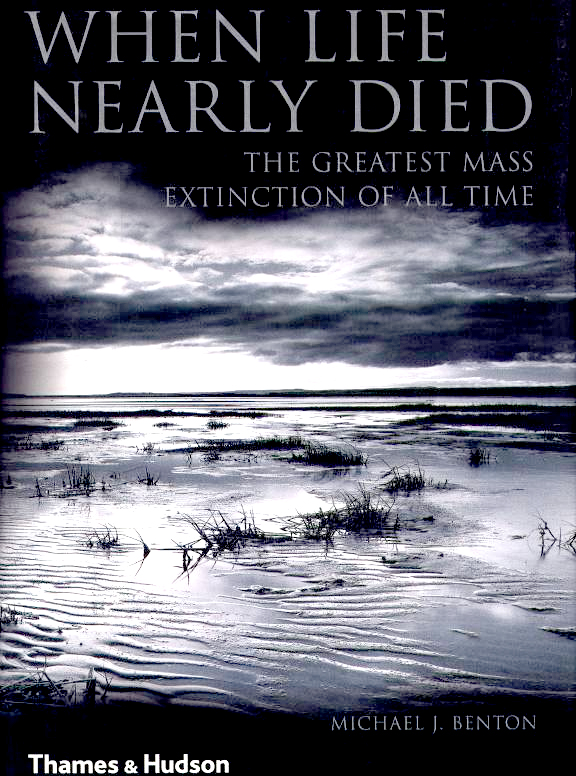 WHEN LIFE
NEARLY DIED
THE GREATEST MASS
EXTINCTION OF ALL TIME
MICHAEL J. BENTON
Thames & Hudson